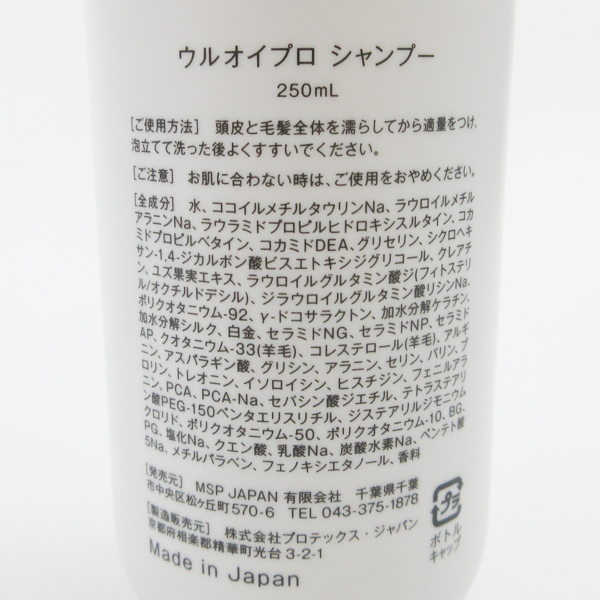 ウルオイプロ シャンプー
250mL
[ご使用方法] 頭皮と毛髪全体を濡らしてから適量をつけ、
泡立てて洗った後よくすすいでください。
[ご注意] お肌に合わない時は、ご使用をおやめください。
[全成分] 水、ココイルメチルタウリンNa、ラウロイルメチル
アラニンNa、ラウラミドプロピルヒドロキシスルタイン、コカ
ミドプロピルベタイン、コカミドDEA、グリセリン、シクロヘキ
サン-1,4-ジカルボン酸ビスエトキシジグリコール、クレアチ
ン、ユズ果実エキス、ラウロイルグルタミン酸ジ(フィトステリ
ル/オクチルドデシル)、ジラウロイルグルタミン酸リシンNa、
ポリクオタニウム-92、γ-ドコサラクトン、加水分解ケラチン、
加水分解シルク、白金、セラミドNG、セラミドNP、セラミド
AP、クオタニウム-33(羊毛)、コレステロール(羊毛)、アルギ
ニン、アスパラギン酸、グリシン、アラニン、セリン、バリン、プ
ロリン、トレオニン、イソロイシン、ヒスチジン、フェニルアラ
ニン、PCA、PCA-Na、セバシン酸ジエチル、テトラステアリ
ン酸PEG-150ペンタエリスリチル、ジステアリルジモニウム
クロリド、ポリクオタニウム-50、ポリクオタニウム-10、BG、
PG、塩化Na、クエン酸、乳酸Na、炭酸水素Na、ペンテト酸
5Na、メチルパラベン、フェノキシエタノール、香料
[発売元] MSP JAPAN 有限会社 千葉県千葉
市中央区松ヶ丘町570-6 TEL 043-375-1878
[製造販売元] 株式会社プロテックス・ジャパン
京都府相楽郡精華町光台3-2-1
Made in Japan
プラ
ボトル
キャップ